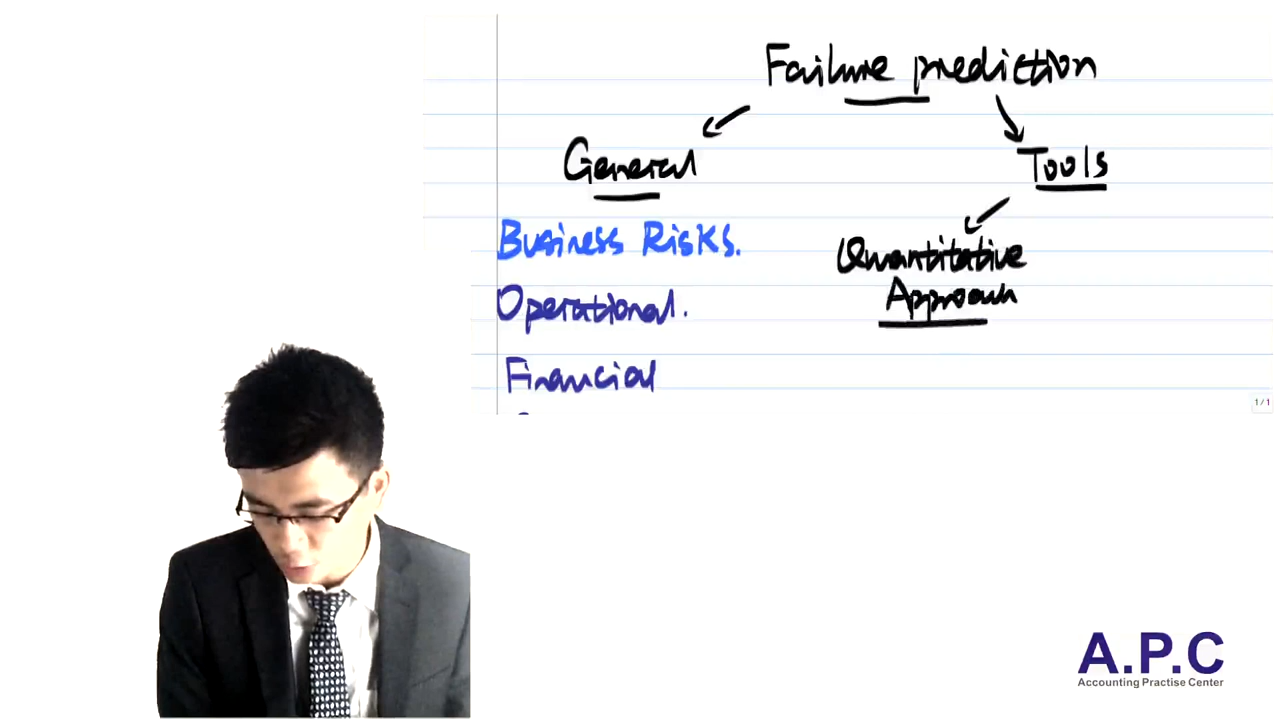 Failure prediction
General
Tools
Business Risks.
Quantitative
Approach
Operational.
Financial
1/1
A.P.C
Accounting Practise Center